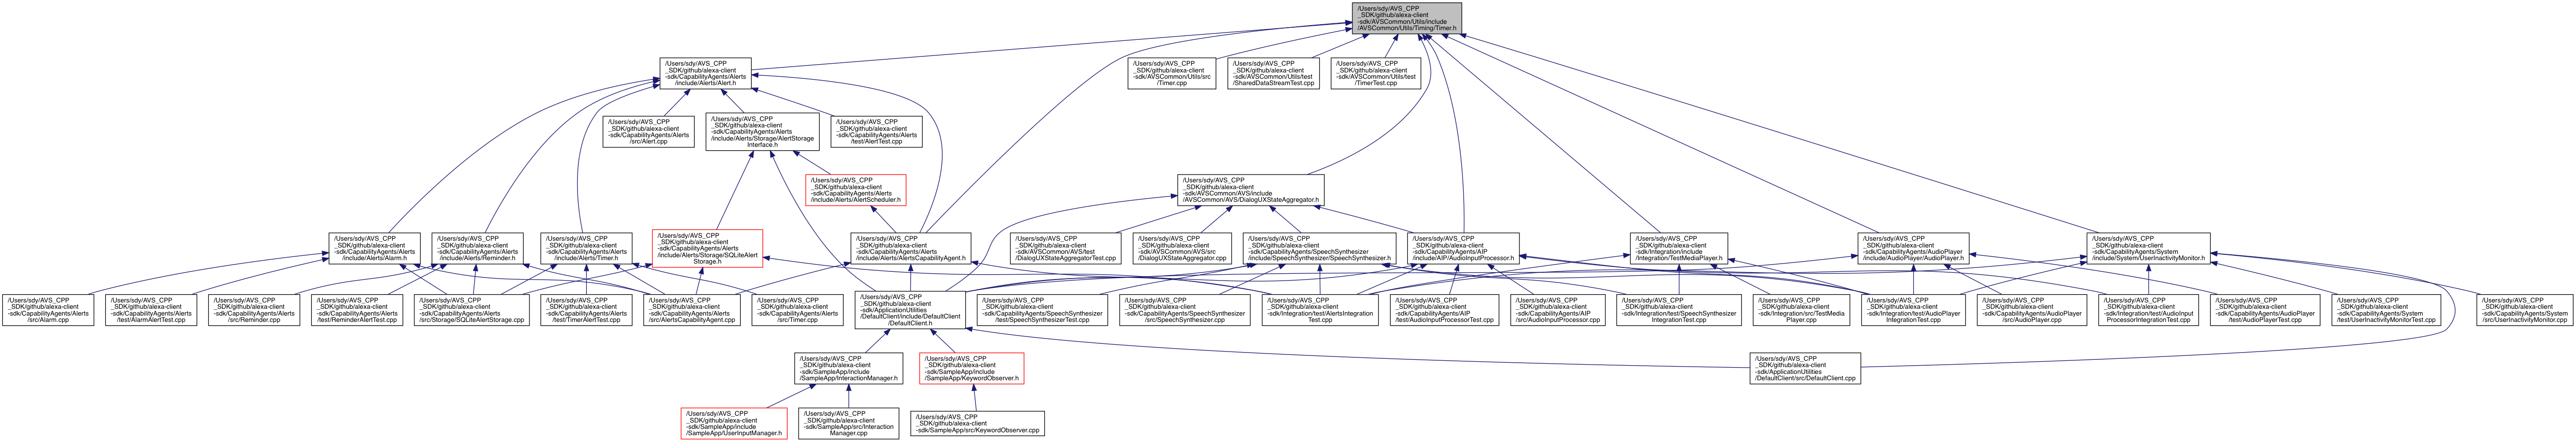 /Users/sdy/AVS_CPP
_SDK/github/alexa-client
-sdk/AVSCommon/Utils/include
/AVSCommon/Utils/Timing/Timer.h
/Users/sdy/AVS_CPP
_SDK/github/alexa-client
-sdk/CapabilityAgents/Alerts
/include/Alerts/Alert.h
/Users/sdy/AVS_CPP
_SDK/github/alexa-client
-sdk/AVSCommon/Utils/src
/Timer.cpp
/Users/sdy/AVS_CPP
_SDK/github/alexa-client
-sdk/AVSCommon/Utils/test
/SharedDataStreamTest.cpp
/Users/sdy/AVS_CPP
_SDK/github/alexa-client
-sdk/AVSCommon/Utils/test
/TimerTest.cpp
/Users/sdy/AVS_CPP
_SDK/github/alexa-client
-sdk/CapabilityAgents/Alerts
/src/Alert.cpp
/Users/sdy/AVS_CPP
_SDK/github/alexa-client
-sdk/CapabilityAgents/Alerts
/include/Alerts/Storage/AlertStorage
Interface.h
/Users/sdy/AVS_CPP
_SDK/github/alexa-client
-sdk/CapabilityAgents/Alerts
/test/AlertTest.cpp
/Users/sdy/AVS_CPP
_SDK/github/alexa-client
-sdk/CapabilityAgents/Alerts
/include/Alerts/AlertScheduler.h
/Users/sdy/AVS_CPP
_SDK/github/alexa-client
-sdk/AVSCommon/AVS/include
/AVSCommon/AVS/DialogUXStateAggregator.h
/Users/sdy/AVS_CPP
_SDK/github/alexa-client
-sdk/CapabilityAgents/Alerts
/include/Alerts/Alarm.h
/Users/sdy/AVS_CPP
_SDK/github/alexa-client
-sdk/CapabilityAgents/Alerts
/include/Alerts/Reminder.h
/Users/sdy/AVS_CPP
_SDK/github/alexa-client
-sdk/CapabilityAgents/Alerts
/include/Alerts/Timer.h
/Users/sdy/AVS_CPP
_SDK/github/alexa-client
-sdk/CapabilityAgents/Alerts
/include/Alerts/Storage/SQLiteAlert
Storage.h
/Users/sdy/AVS_CPP
_SDK/github/alexa-client
-sdk/CapabilityAgents/Alerts
/include/Alerts/AlertsCapabilityAgent.h
/Users/sdy/AVS_CPP
_SDK/github/alexa-client
-sdk/AVSCommon/AVS/test
/DialogUXStateAggregatorTest.cpp
/Users/sdy/AVS_CPP
_SDK/github/alexa-client
-sdk/AVSCommon/AVS/src
/DialogUXStateAggregator.cpp
/Users/sdy/AVS_CPP
_SDK/github/alexa-client
-sdk/CapabilityAgents/SpeechSynthesizer
/include/SpeechSynthesizer/SpeechSynthesizer.h
/Users/sdy/AVS_CPP
_SDK/github/alexa-client
-sdk/CapabilityAgents/AIP
/include/AIP/AudioInputProcessor.h
/Users/sdy/AVS_CPP
_SDK/github/alexa-client
-sdk/Integration/include
/Integration/TestMediaPlayer.h
/Users/sdy/AVS_CPP
_SDK/github/alexa-client
-sdk/CapabilityAgents/AudioPlayer
/include/AudioPlayer/AudioPlayer.h
/Users/sdy/AVS_CPP
_SDK/github/alexa-client
-sdk/CapabilityAgents/System
/include/System/UserInactivityMonitor.h
/Users/sdy/AVS_CPP
_SDK/github/alexa-client
-sdk/CapabilityAgents/Alerts
/src/Alarm.cpp
/Users/sdy/AVS_CPP
_SDK/github/alexa-client
-sdk/CapabilityAgents/Alerts
/test/AlarmAlertTest.cpp
/Users/sdy/AVS_CPP
_SDK/github/alexa-client
-sdk/CapabilityAgents/Alerts
/src/Reminder.cpp
/Users/sdy/AVS_CPP
_SDK/github/alexa-client
-sdk/CapabilityAgents/Alerts
/test/ReminderAlertTest.cpp
/Users/sdy/AVS_CPP
_SDK/github/alexa-client
-sdk/CapabilityAgents/Alerts
/src/Storage/SQLiteAlertStorage.cpp
/Users/sdy/AVS_CPP
_SDK/github/alexa-client
-sdk/CapabilityAgents/Alerts
/test/TimerAlertTest.cpp
/Users/sdy/AVS_CPP
_SDK/github/alexa-client
-sdk/CapabilityAgents/Alerts
/src/AlertsCapabilityAgent.cpp
/Users/sdy/AVS_CPP
_SDK/github/alexa-client
-sdk/CapabilityAgents/Alerts
/src/Timer.cpp
/Users/sdy/AVS_CPP
_SDK/github/alexa-client
-sdk/ApplicationUtilities
/DefaultClient/include/DefaultClient
/DefaultClient.h
/Users/sdy/AVS_CPP
_SDK/github/alexa-client
-sdk/CapabilityAgents/SpeechSynthesizer
/test/SpeechSynthesizerTest.cpp
/Users/sdy/AVS_CPP
_SDK/github/alexa-client
-sdk/CapabilityAgents/SpeechSynthesizer
/src/SpeechSynthesizer.cpp
/Users/sdy/AVS_CPP
_SDK/github/alexa-client
-sdk/Integration/test/AlertsIntegration
Test.cpp
/Users/sdy/AVS_CPP
_SDK/github/alexa-client
-sdk/CapabilityAgents/AIP
/test/AudioInputProcessorTest.cpp
/Users/sdy/AVS_CPP
_SDK/github/alexa-client
-sdk/CapabilityAgents/AIP
/src/AudioInputProcessor.cpp
/Users/sdy/AVS_CPP
_SDK/github/alexa-client
-sdk/Integration/test/SpeechSynthesizer
IntegrationTest.cpp
/Users/sdy/AVS_CPP
_SDK/github/alexa-client
-sdk/Integration/src/TestMedia
Player.cpp
/Users/sdy/AVS_CPP
_SDK/github/alexa-client
-sdk/Integration/test/AudioPlayer
IntegrationTest.cpp
/Users/sdy/AVS_CPP
_SDK/github/alexa-client
-sdk/CapabilityAgents/AudioPlayer
/src/AudioPlayer.cpp
/Users/sdy/AVS_CPP
_SDK/github/alexa-client
-sdk/Integration/test/AudioInput
ProcessorIntegrationTest.cpp
/Users/sdy/AVS_CPP
_SDK/github/alexa-client
-sdk/CapabilityAgents/AudioPlayer
/test/AudioPlayerTest.cpp
/Users/sdy/AVS_CPP
_SDK/github/alexa-client
-sdk/CapabilityAgents/System
/test/UserInactivityMonitorTest.cpp
/Users/sdy/AVS_CPP
_SDK/github/alexa-client
-sdk/CapabilityAgents/System
/src/UserInactivityMonitor.cpp
/Users/sdy/AVS_CPP
_SDK/github/alexa-client
-sdk/SampleApp/include
/SampleApp/InteractionManager.h
/Users/sdy/AVS_CPP
_SDK/github/alexa-client
-sdk/SampleApp/include
/SampleApp/KeywordObserver.h
/Users/sdy/AVS_CPP
_SDK/github/alexa-client
-sdk/ApplicationUtilities
/DefaultClient/src/DefaultClient.cpp
/Users/sdy/AVS_CPP
_SDK/github/alexa-client
-sdk/SampleApp/include
/SampleApp/UserInputManager.h
/Users/sdy/AVS_CPP
_SDK/github/alexa-client
-sdk/SampleApp/src/Interaction
Manager.cpp
/Users/sdy/AVS_CPP
_SDK/github/alexa-client
-sdk/SampleApp/src/KeywordObserver.cpp